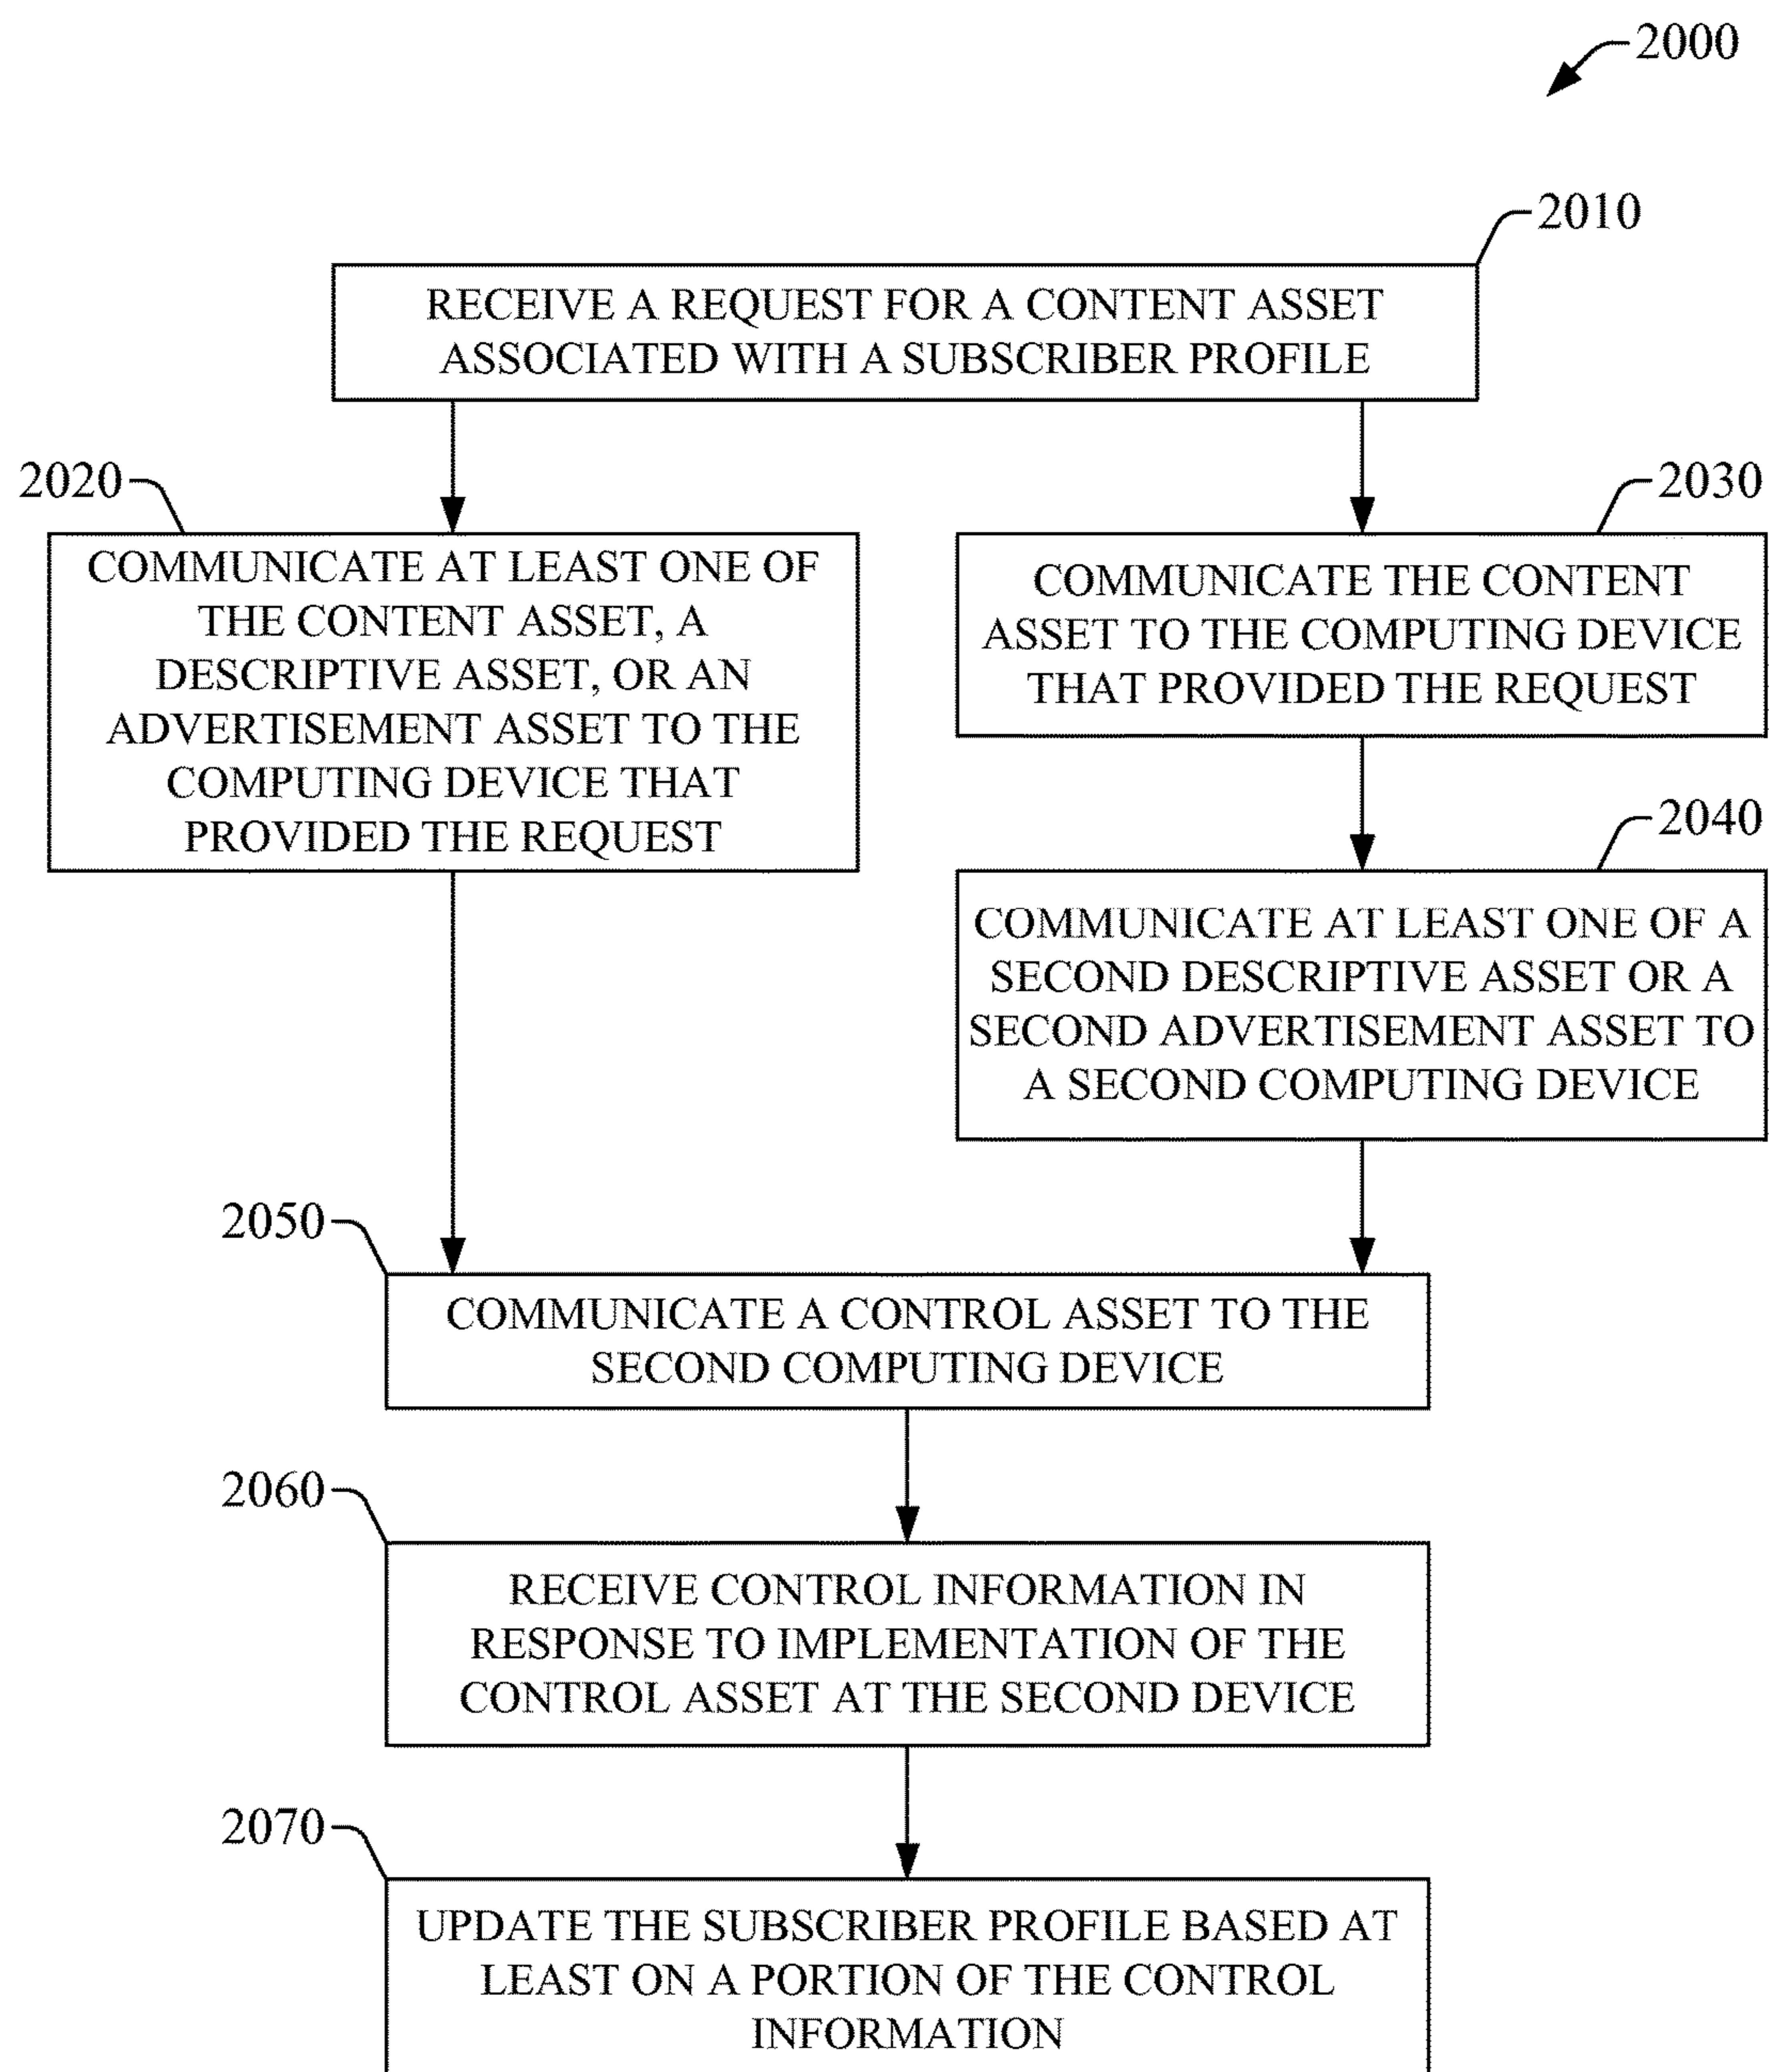 2000
2010
RECEIVE A REQUEST FOR A CONTENT ASSET
ASSOCIATED WITH A SUBSCRIBER PROFILE
2020
COMMUNICATE AT LEAST ONE OF
THE CONTENT ASSET, A
DESCRIPTIVE ASSET, OR AN
ADVERTISEMENT ASSET TO THE
COMPUTING DEVICE THAT
PROVIDED THE REQUEST
2030
COMMUNICATE THE CONTENT
ASSET TO THE COMPUTING DEVICE
THAT PROVIDED THE REQUEST
2040
COMMUNICATE AT LEAST ONE OF A
SECOND DESCRIPTIVE ASSET OR A
SECOND ADVERTISEMENT ASSET TO
A SECOND COMPUTING DEVICE
2050
COMMUNICATE A CONTROL ASSET TO THE
SECOND COMPUTING DEVICE
2060
RECEIVE CONTROL INFORMATION IN
RESPONSE TO IMPLEMENTATION OF THE
CONTROL ASSET AT THE SECOND DEVICE
2070
UPDATE THE SUBSCRIBER PROFILE BASED AT
LEAST ON A PORTION OF THE CONTROL
INFORMATION